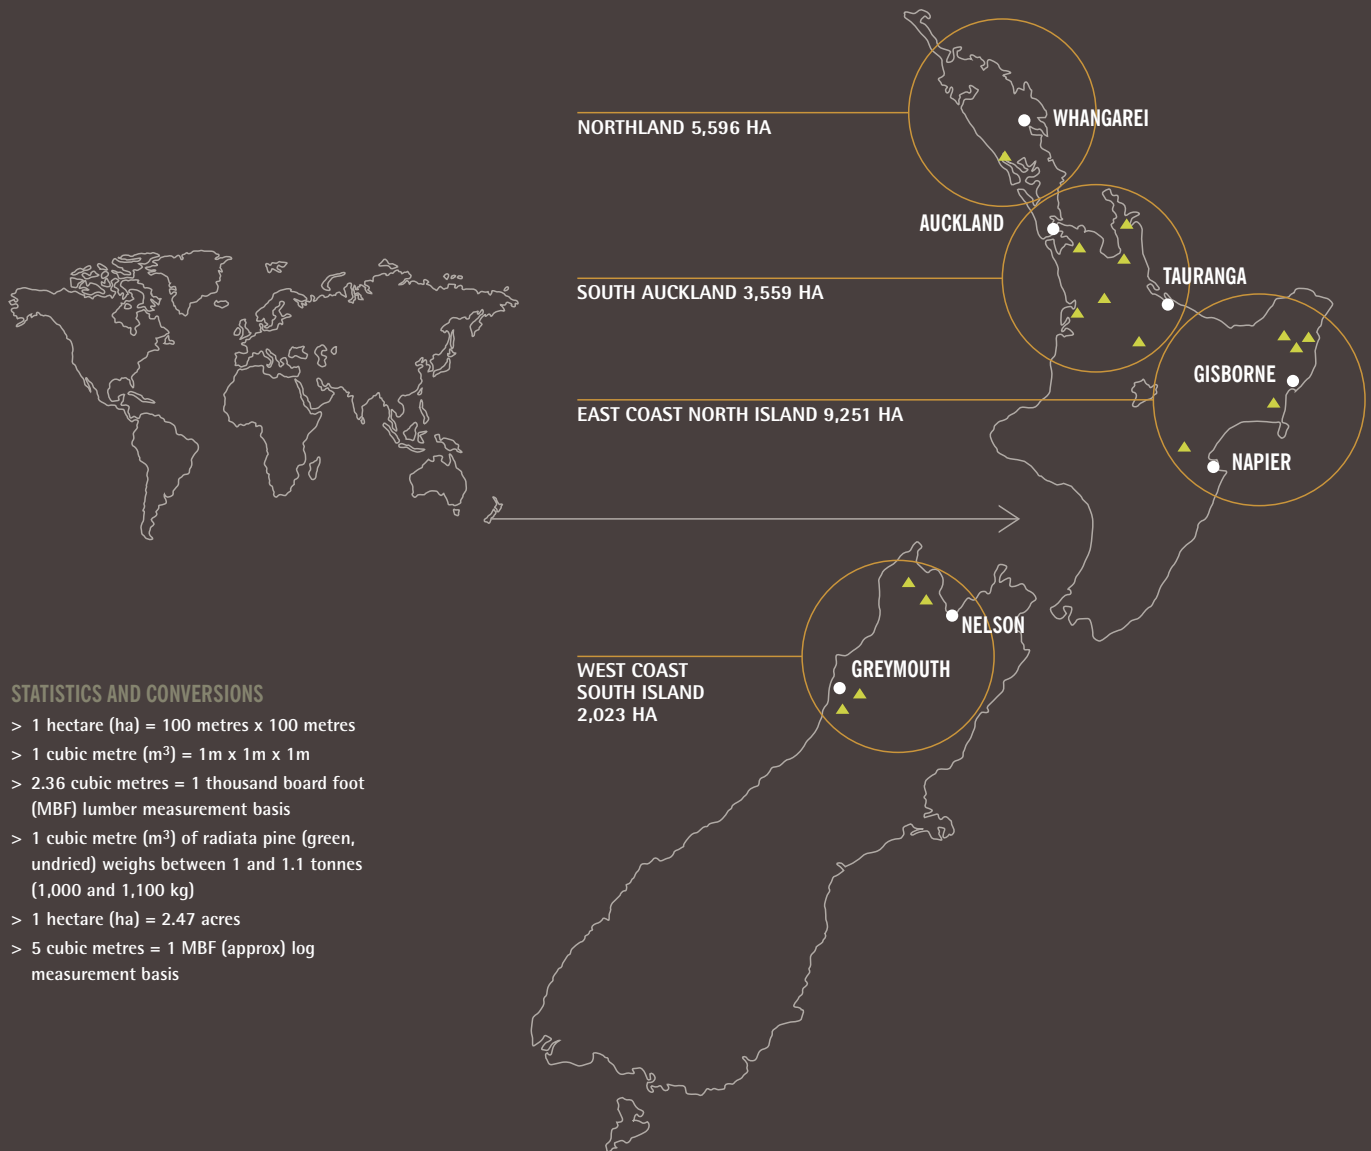 NORTHLAND 5,596 HA
WHANGAREI
AUCKLAND
TAURANGA
SOUTH AUCKLAND 3,559 HA
GISBORNE
EAST COAST NORTH ISLAND 9,251 HA
NAPIER
NELSON
WEST COAST
SOUTH ISLAND
2,023 HA
GREYMOUTH
STATISTICS AND CONVERSIONS
> 1 hectare (ha) = 100 metres x 100 metres
> 1 cubic metre (m³) = 1m x 1m x 1m
> 2.36 cubic metres = 1 thousand board foot
(MBF) lumber measurement basis
> 1 cubic metre (m³) of radiata pine (green,
undried) weighs between 1 and 1.1 tonnes
(1,000 and 1,100 kg)
> 1 hectare (ha) = 2.47 acres
> 5 cubic metres = 1 MBF (approx) log
measurement basis